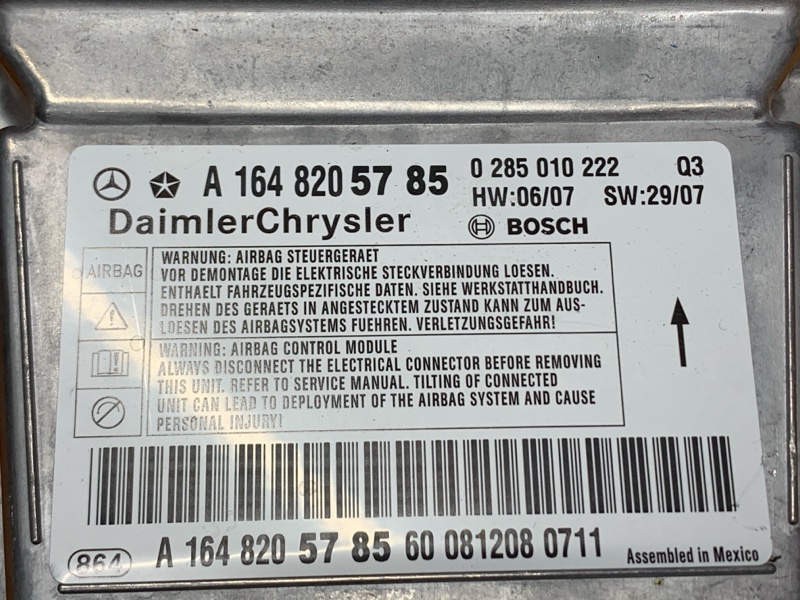 A 164 820 57 85
0 285 010 222 Q3
HW:06/07 SW:29/07
DaimlerChrysler
BOSCH
AIRBAG
WARNUNG: AIRBAG STEUERGERAET
VOR DEMONTAGE DIE ELEKTRISCHE STECKVERBINDUNG LOESEN.
ENTHAELT FAHRZEUGSPEZIFISCHE DATEN. SIEHE WERKSTATTHANDBUCH.
DREHEN DES GERAETS IN ANGESTECKTEM ZUSTAND KANN ZUM AUS-
LOESEN DES AIRBAGSYSTEMS FUEHREN. VERLETZUNGSGEFAHR!
WARNING: AIRBAG CONTROL MODULE
ALWAYS DISCONNECT THE ELECTRICAL CONNECTOR BEFORE REMOVING
THIS UNIT. REFER TO SERVICE MANUAL. TILTING OF CONNECTED
UNIT CAN LEAD TO DEPLOYMENT OF THE AIRBAG SYSTEM AND CAUSE
PERSONAL INJURY!
864
A 164 820 57 85 60 081208 0711
Assembled in Mexico